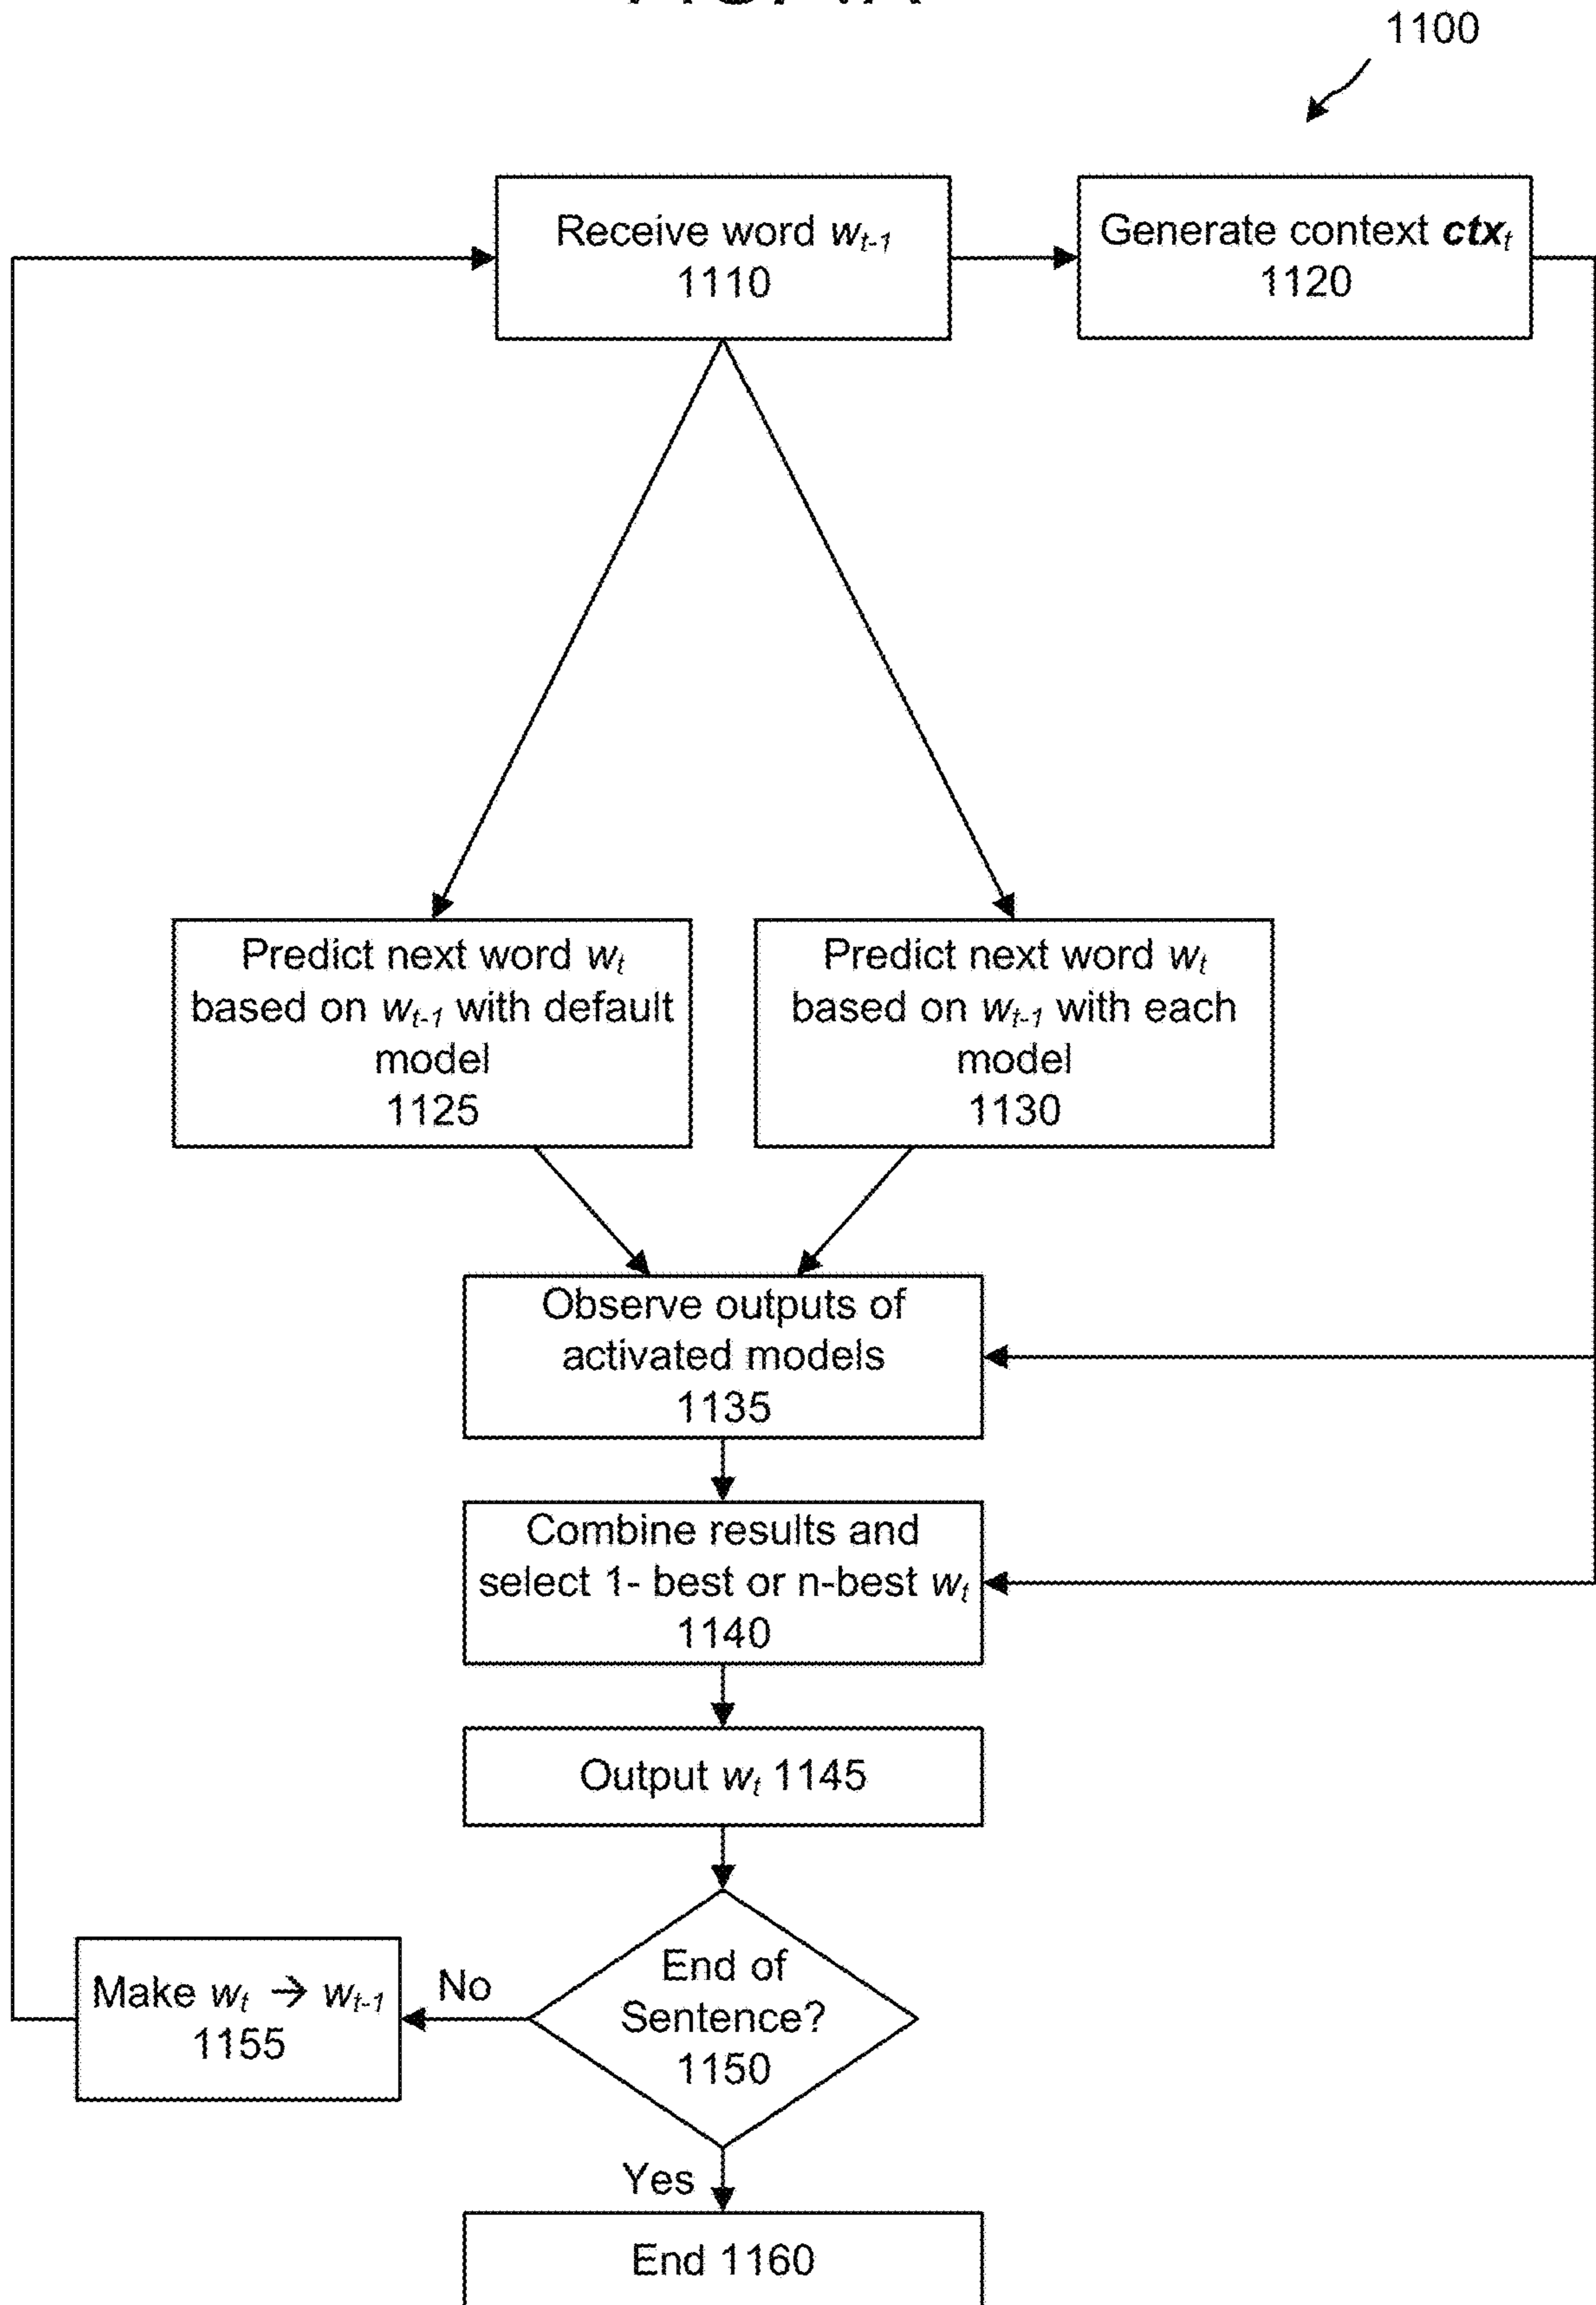 1100
Receive word wt-1
1110
Generate context ctxt
1120
Predict next word wt
based on wt-1 with default
model
1125
Predict next word wt
based on wt-1 with each
model
1130
Observe outputs of
activated models
1135
Combine results and
select 1- best or n-best wt
1140
Output wt 1145
End of
Sentence?
1150
No
Make wt → wt-1
1155
Yes
End 1160